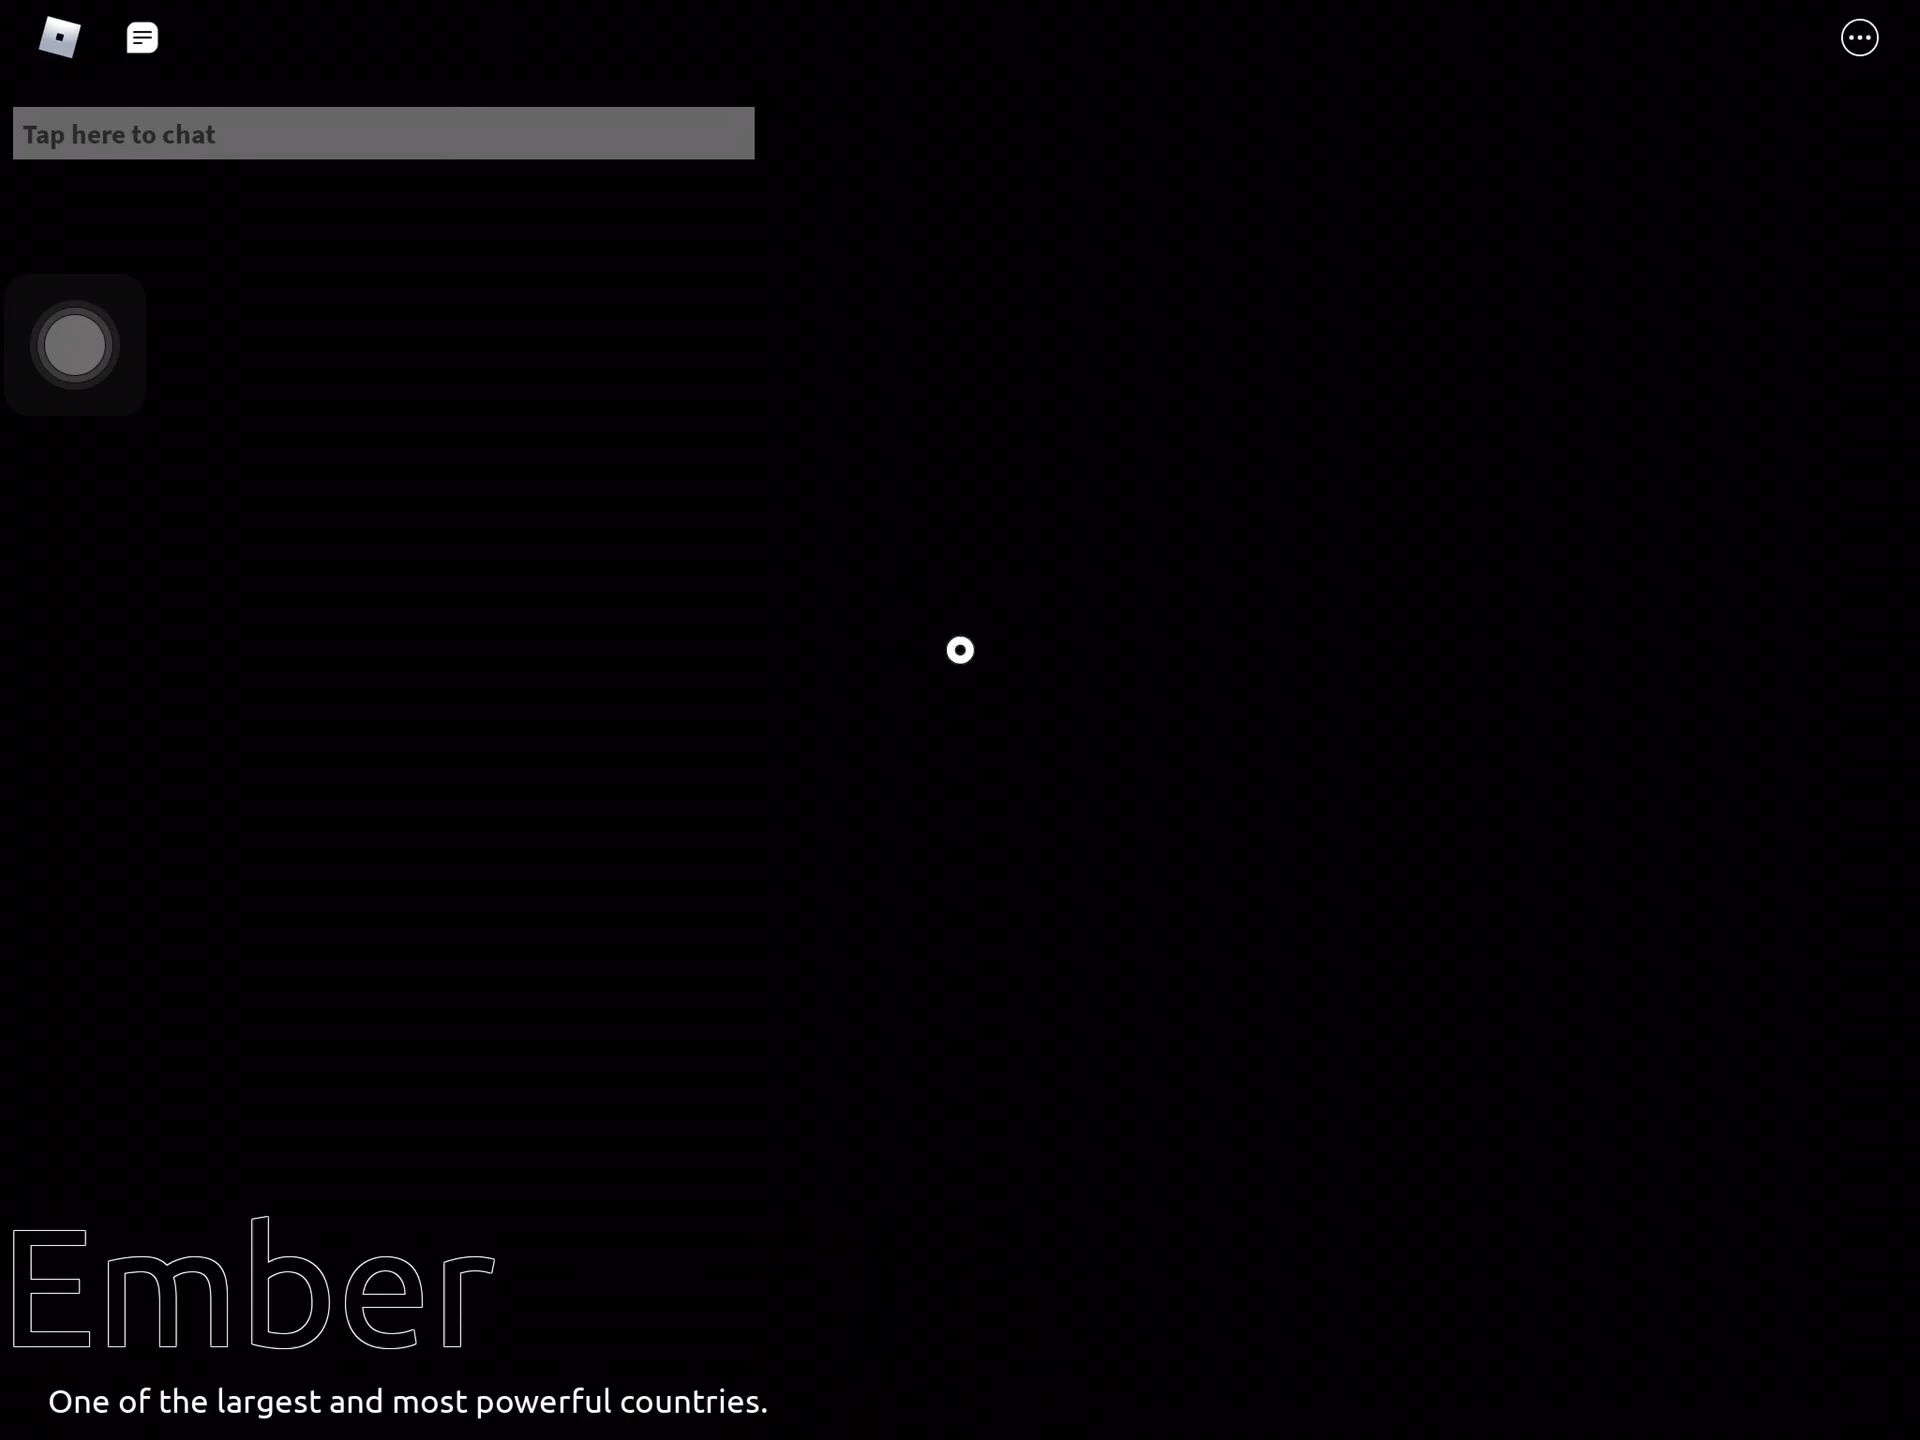 Tap here to chat
Ember
One of the largest and most powerful countries.